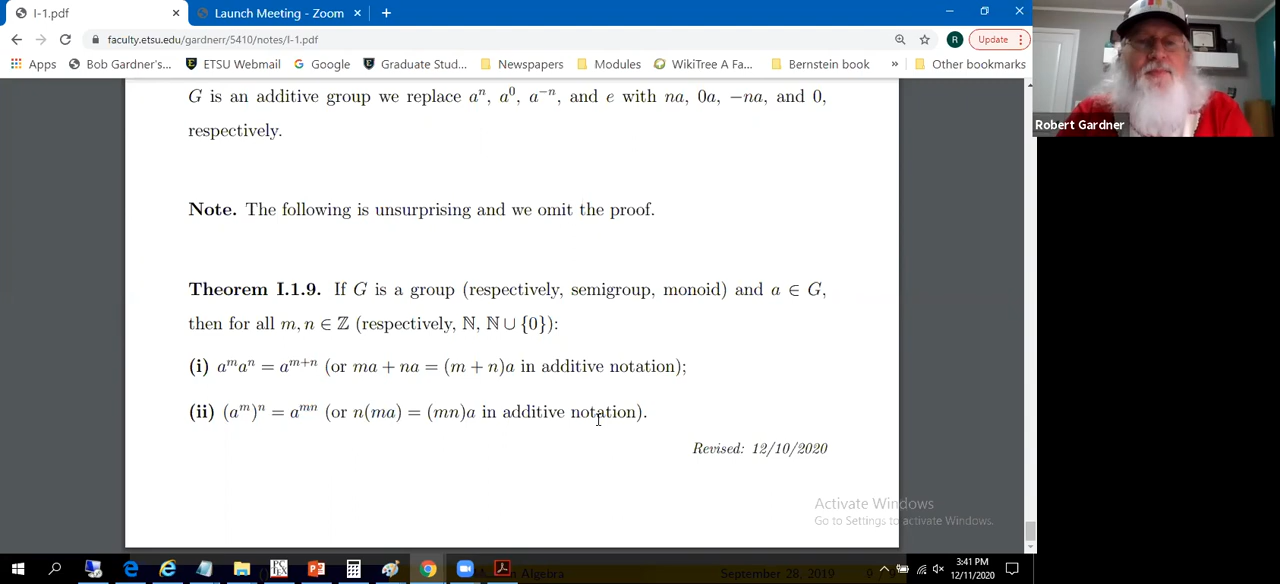 I-1.pdf
Launch Meeting - Zoom
faculty.etsu.edu/gardnerr/5410/notes/I-1.pdf
R
Update
Apps
Bob Gardner's...
ETSU Webmail
Google
Graduate Stud...
Newspapers
Modules
WikiTree A Fa...
Bernstein book
»
Other bookmarks
G is an additive group we replace aⁿ, a⁰, a⁻ⁿ, and e with na, 0a, −na, and 0,
respectively.
Note. The following is unsurprising and we omit the proof.
Theorem I.1.9. If G is a group (respectively, semigroup, monoid) and a ∈ G,
then for all m, n ∈ ℤ (respectively, ℕ, ℕ ∪ {0}):
(i) aᵐaⁿ = aᵐ⁺ⁿ (or ma + na = (m + n)a in additive notation);
(ii) (aᵐ)ⁿ = aᵐⁿ (or n(ma) = (mn)a in additive notation).
Revised: 12/10/2020
Activate Windows
Go to Settings to activate Windows.
Robert Gardner
3:41 PM
12/11/2020
Algebra
September 28, 2019